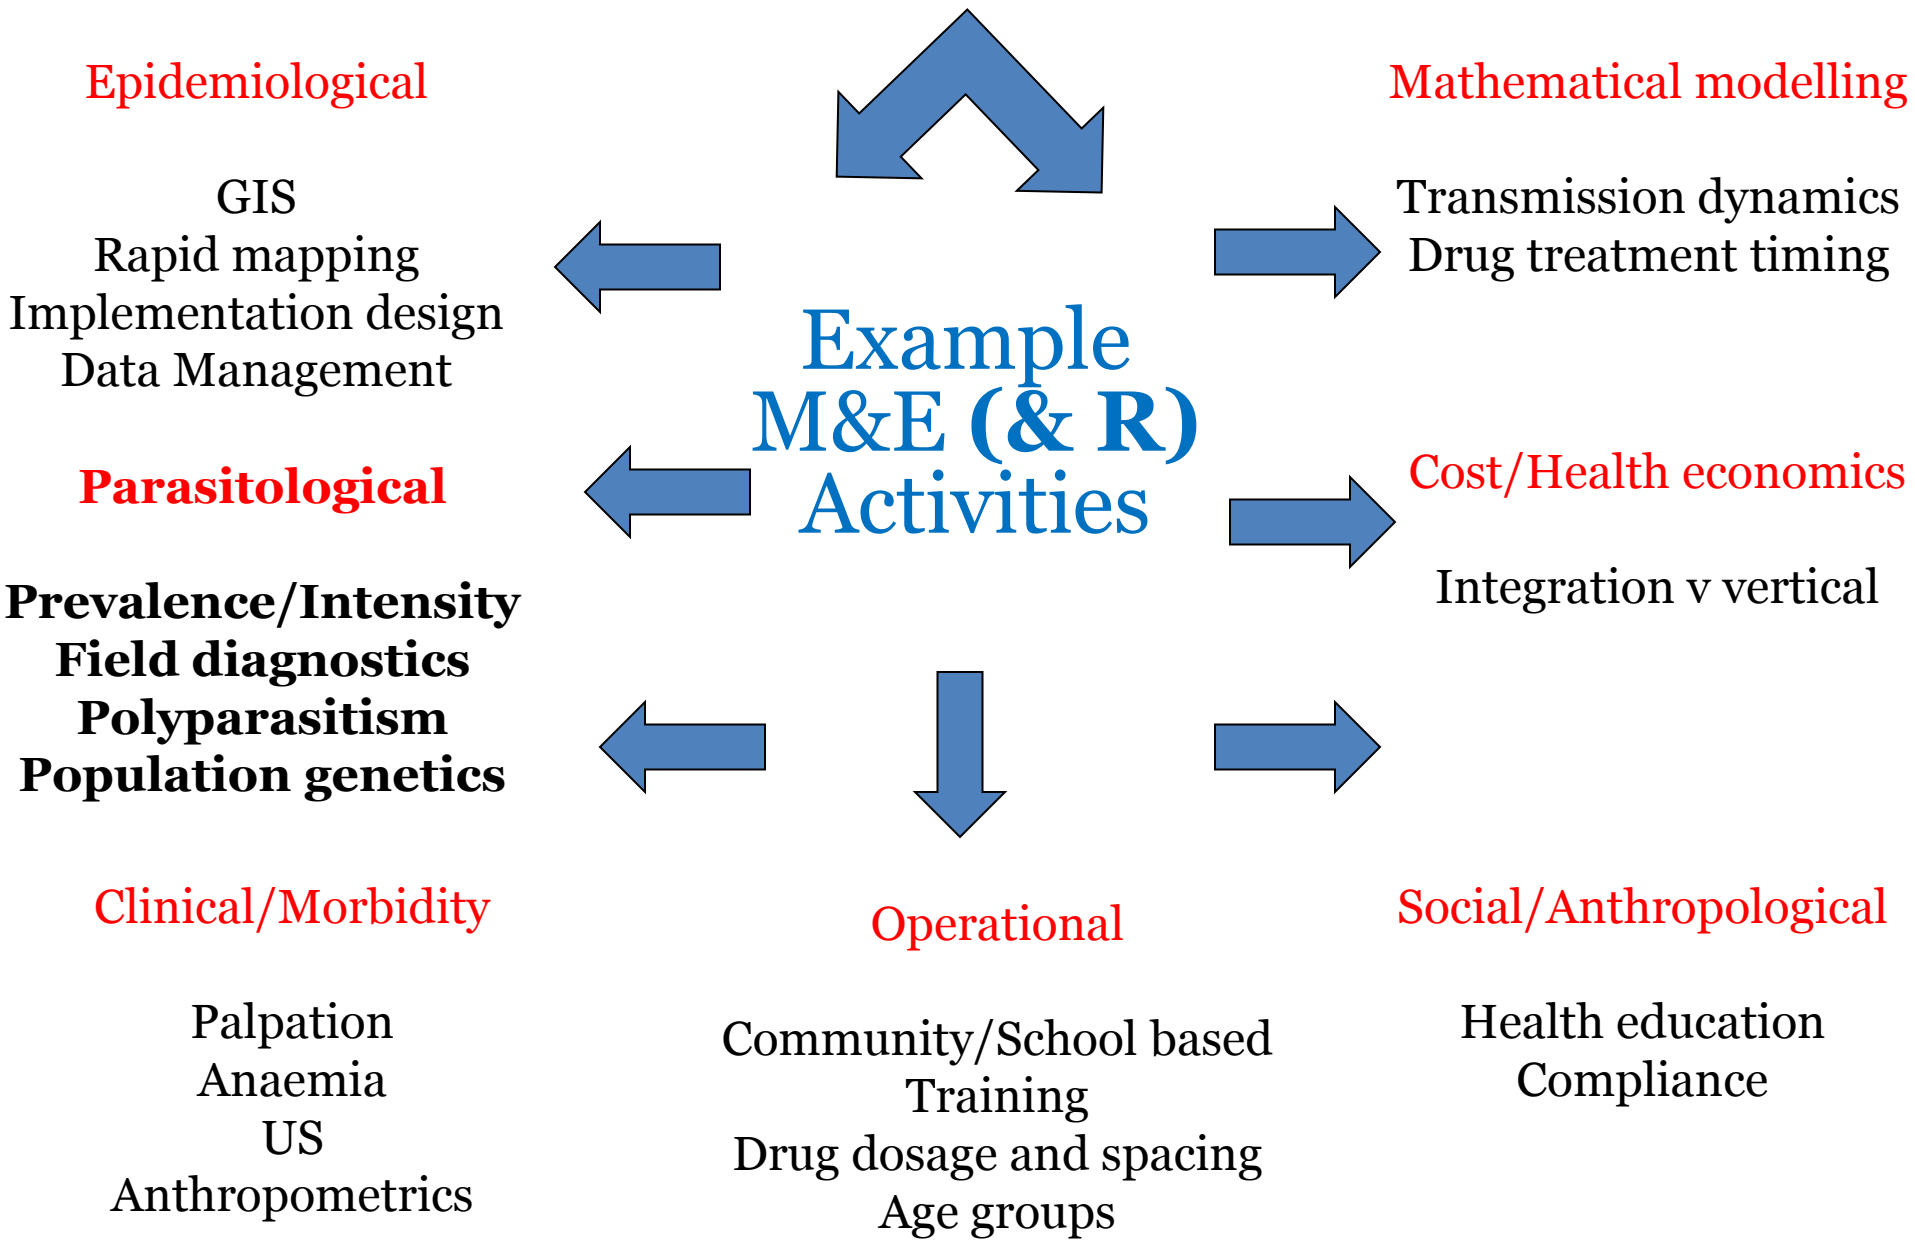 Epidemiological
GIS
Rapid mapping
Implementation design
Data Management
Parasitological
Prevalence/Intensity
Field diagnostics
Polyparasitism
Population genetics
Clinical/Morbidity
Palpation
Anaemia
US
Anthropometrics
Example
M&E (& R)
Activities
Operational
Community/School based
Training
Drug dosage and spacing
Age groups
Mathematical modelling
Transmission dynamics
Drug treatment timing
Cost/Health economics
Integration v vertical
Social/Anthropological
Health education
Compliance